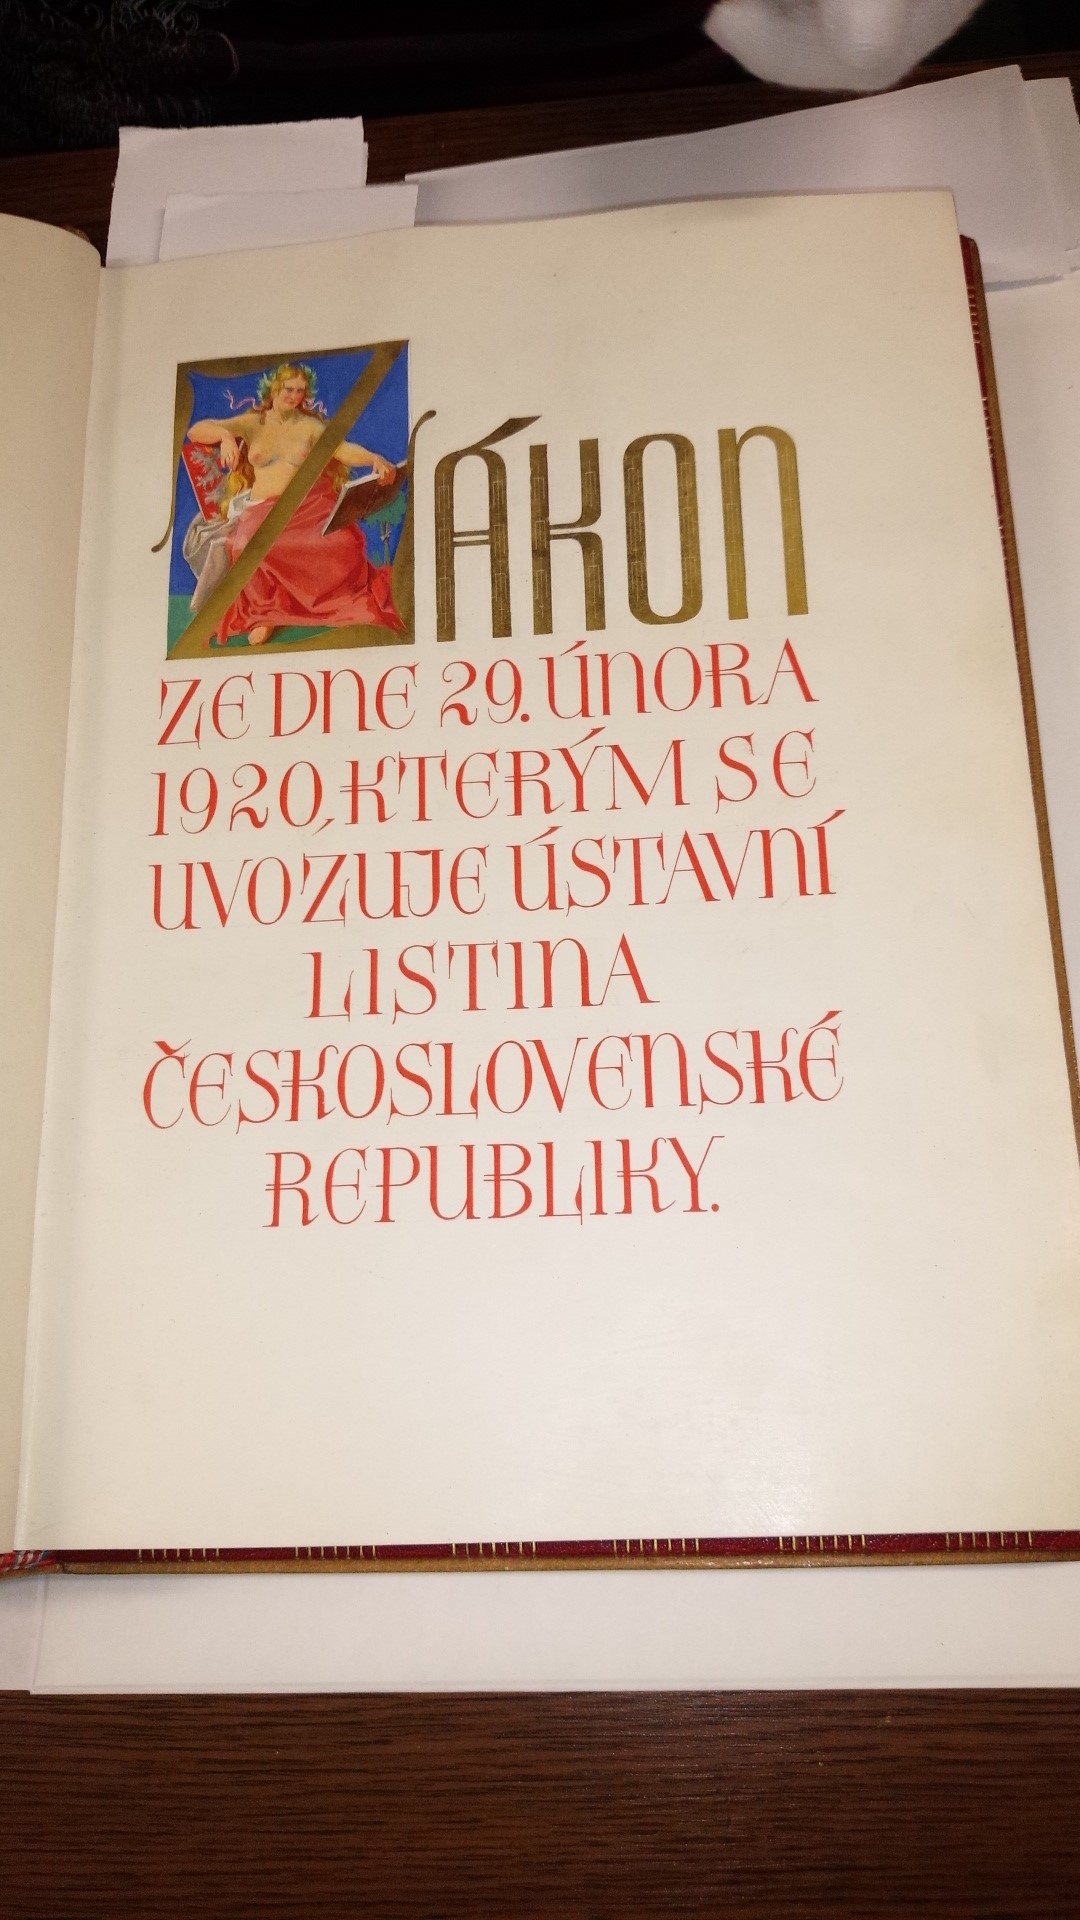 ZÁKON
ZE DNE 29. ÚNORA
1920, KTERÝM SE
UVOZUJE ÚSTAVNÍ
LISTINA
ČESKOSLOVENSKÉ
REPUBLIKY.